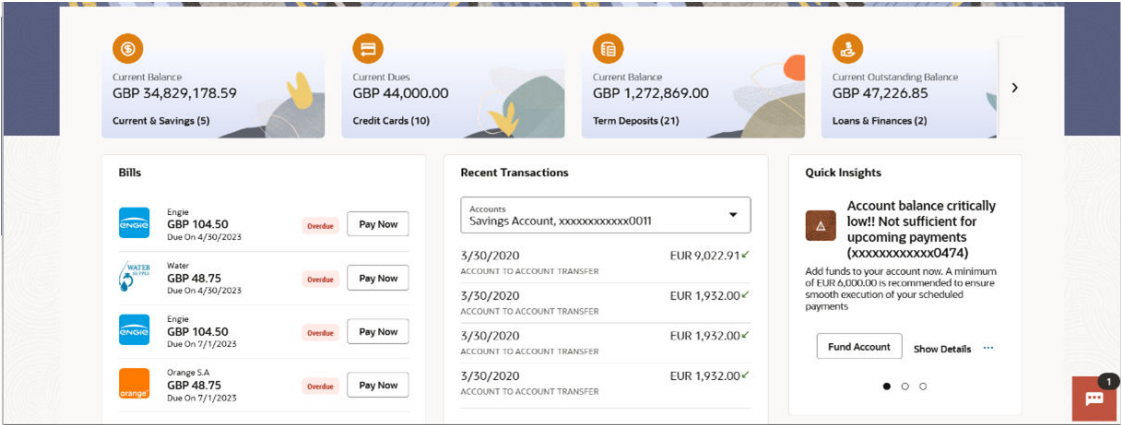 Current Balance
GBP 34,829,178.59
Current & Savings (5)
Current Dues
GBP 44,000.00
Credit Cards (10)
Current Balance
GBP 1,272,869.00
Term Deposits (21)
Current Outstanding Balance
GBP 47,226.85
Loans & Finances (2)
Bills
ENGIE
Engie
GBP 104.50
Due On 4/30/2023
Overdue
Pay Now
WATER
SUPPLY
Water
GBP 48.75
Due On 4/30/2023
Overdue
Pay Now
ENGIE
Engie
GBP 104.50
Due On 7/1/2023
Overdue
Pay Now
orange
Orange S.A
GBP 48.75
Due On 7/1/2023
Overdue
Pay Now
Recent Transactions
Accounts
Savings Account, xxxxxxxxxxxx0011
3/30/2020 EUR 9,022.91
ACCOUNT TO ACCOUNT TRANSFER
3/30/2020 EUR 1,932.00
ACCOUNT TO ACCOUNT TRANSFER
3/30/2020 EUR 1,932.00
ACCOUNT TO ACCOUNT TRANSFER
3/30/2020 EUR 1,932.00
ACCOUNT TO ACCOUNT TRANSFER
Quick Insights
Account balance critically
low!! Not sufficient for
upcoming payments
(xxxxxxxxxxxx0474)
Add funds to your account now. A minimum
of EUR 6,000.00 is recommended to ensure
smooth execution of your scheduled
payments
Fund Account
Show Details
1